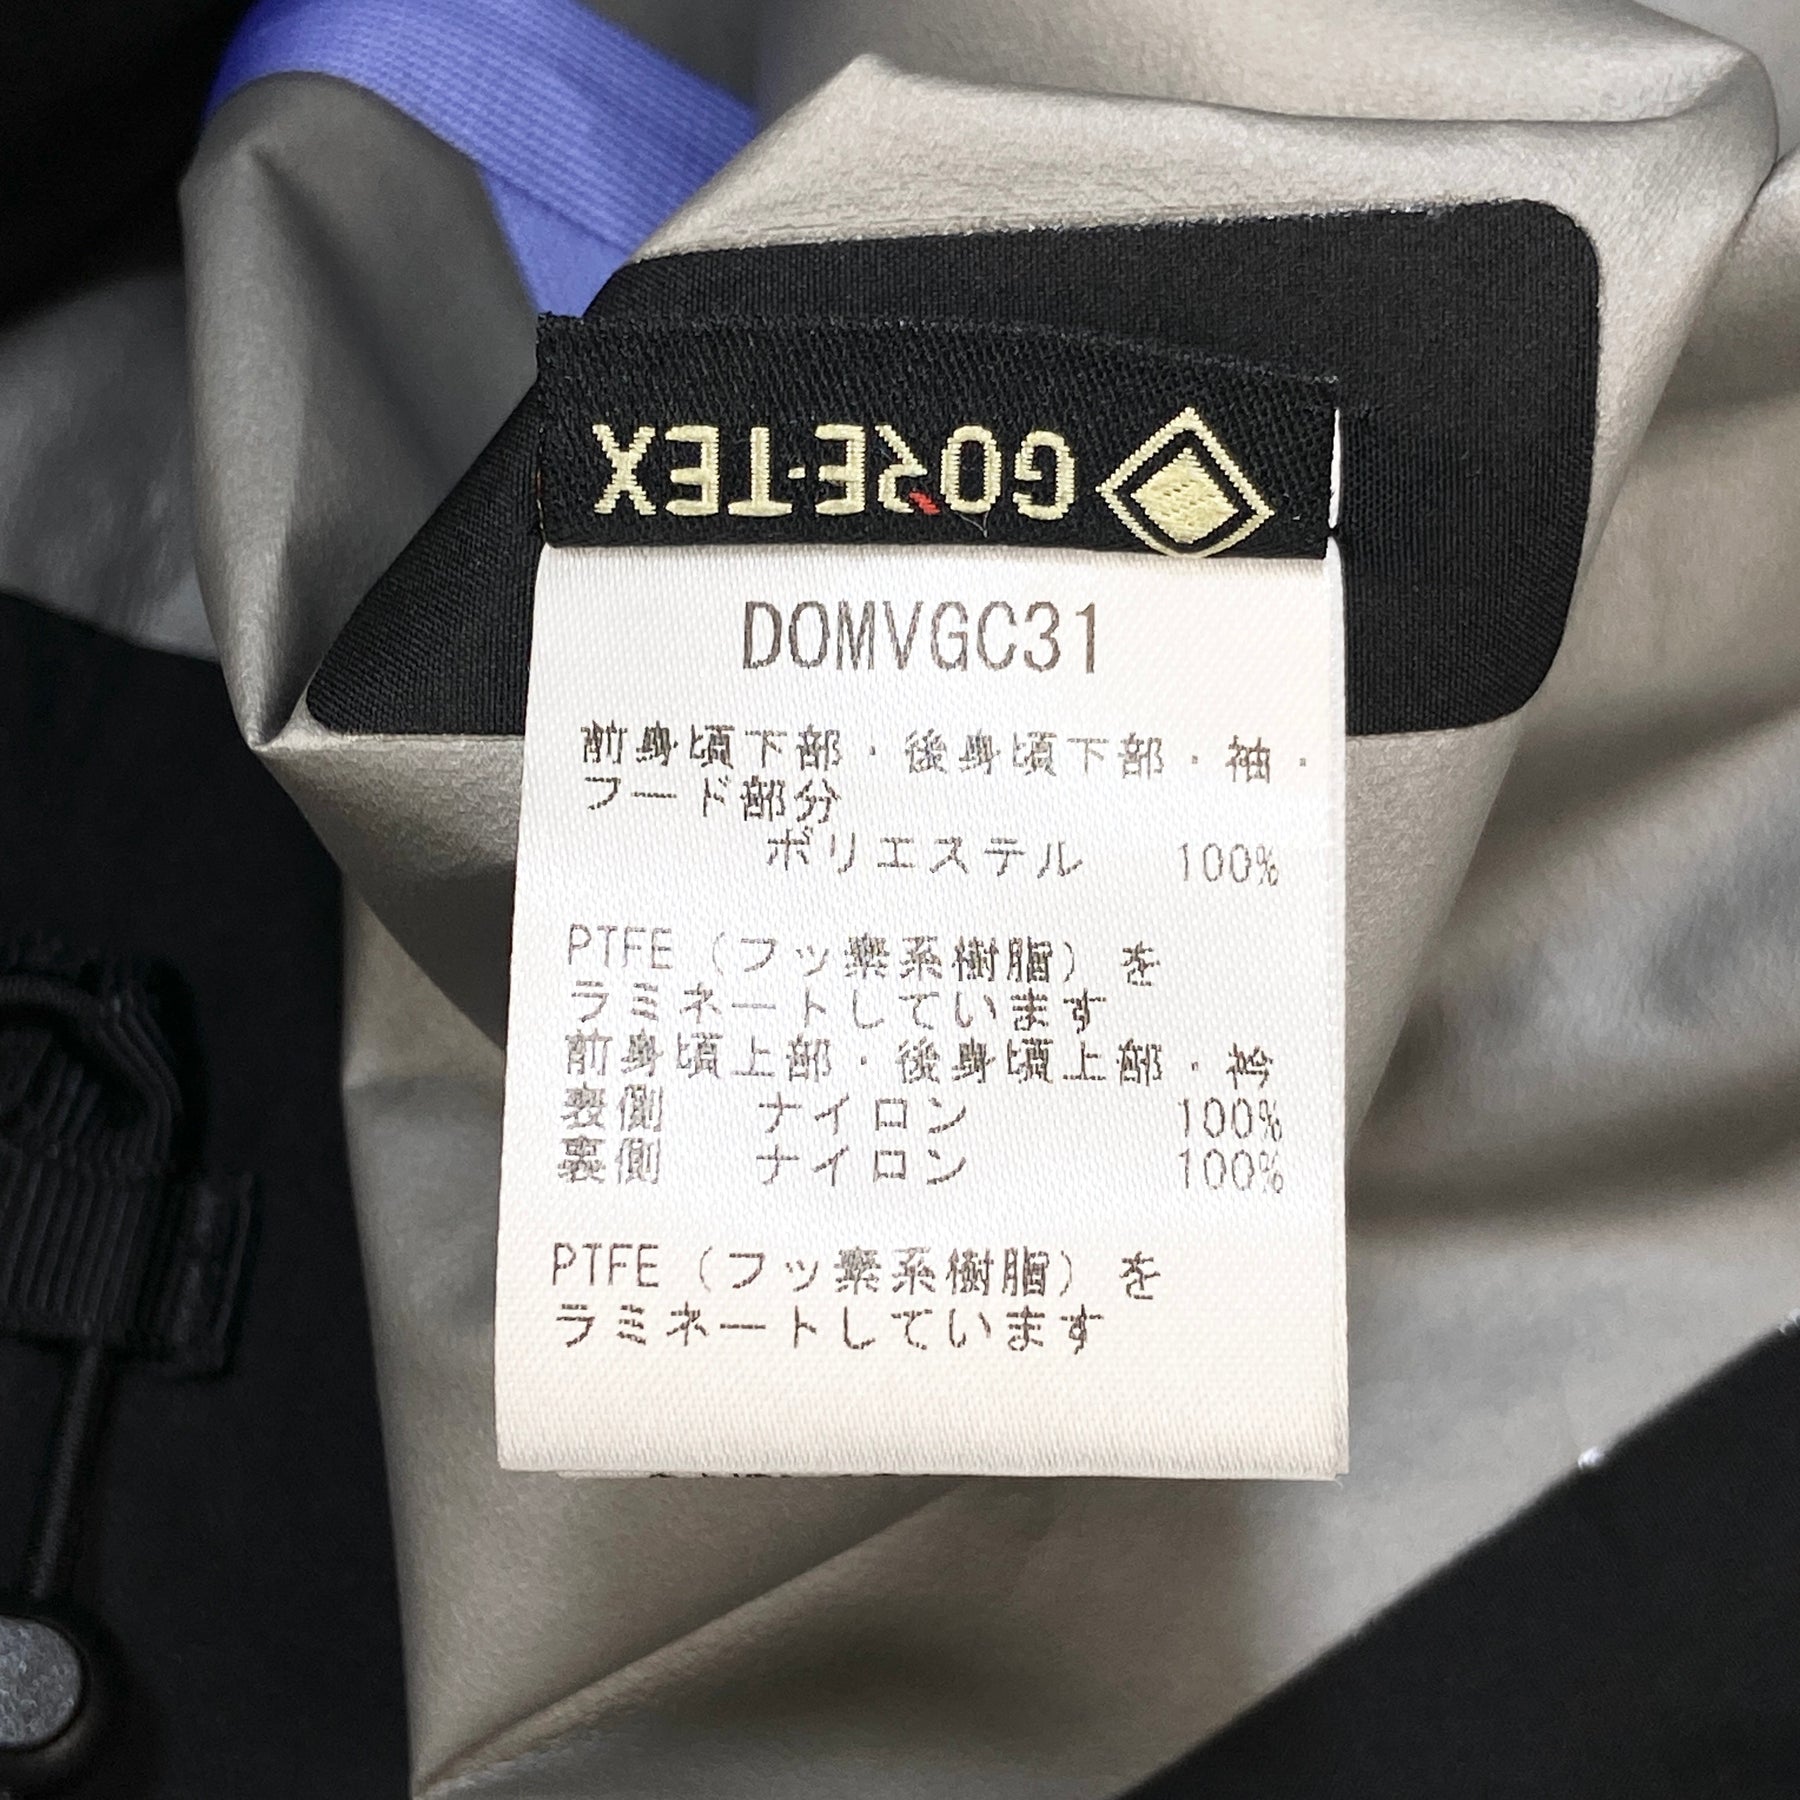 GORE-TEX
DOMVGC31
前身頃下部・後身頃下部・袖・
フード部分
ポリエステル 100%
PTFE（フッ素系樹脂）を
ラミネートしています
前身頃上部・後身頃上部・衿
表側 ナイロン 100%
裏側 ナイロン 100%
PTFE（フッ素系樹脂）を
ラミネートしています